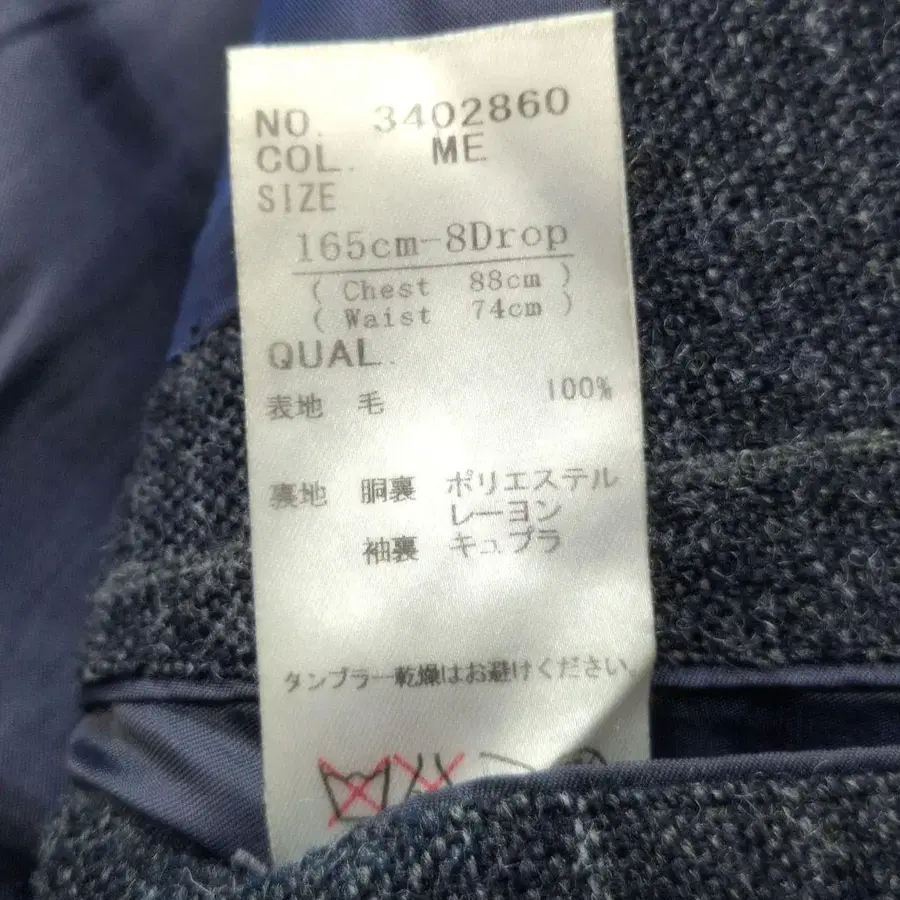 NO. 3402860
COL. ME
SIZE
165cm-8Drop
( Chest 88cm )
( Waist 74cm )
QUAL.
表地 毛 100%
裏地 胴裏 ポリエステル
レーヨン
袖裏 キュプラ
タンブラー乾燥はお避けください